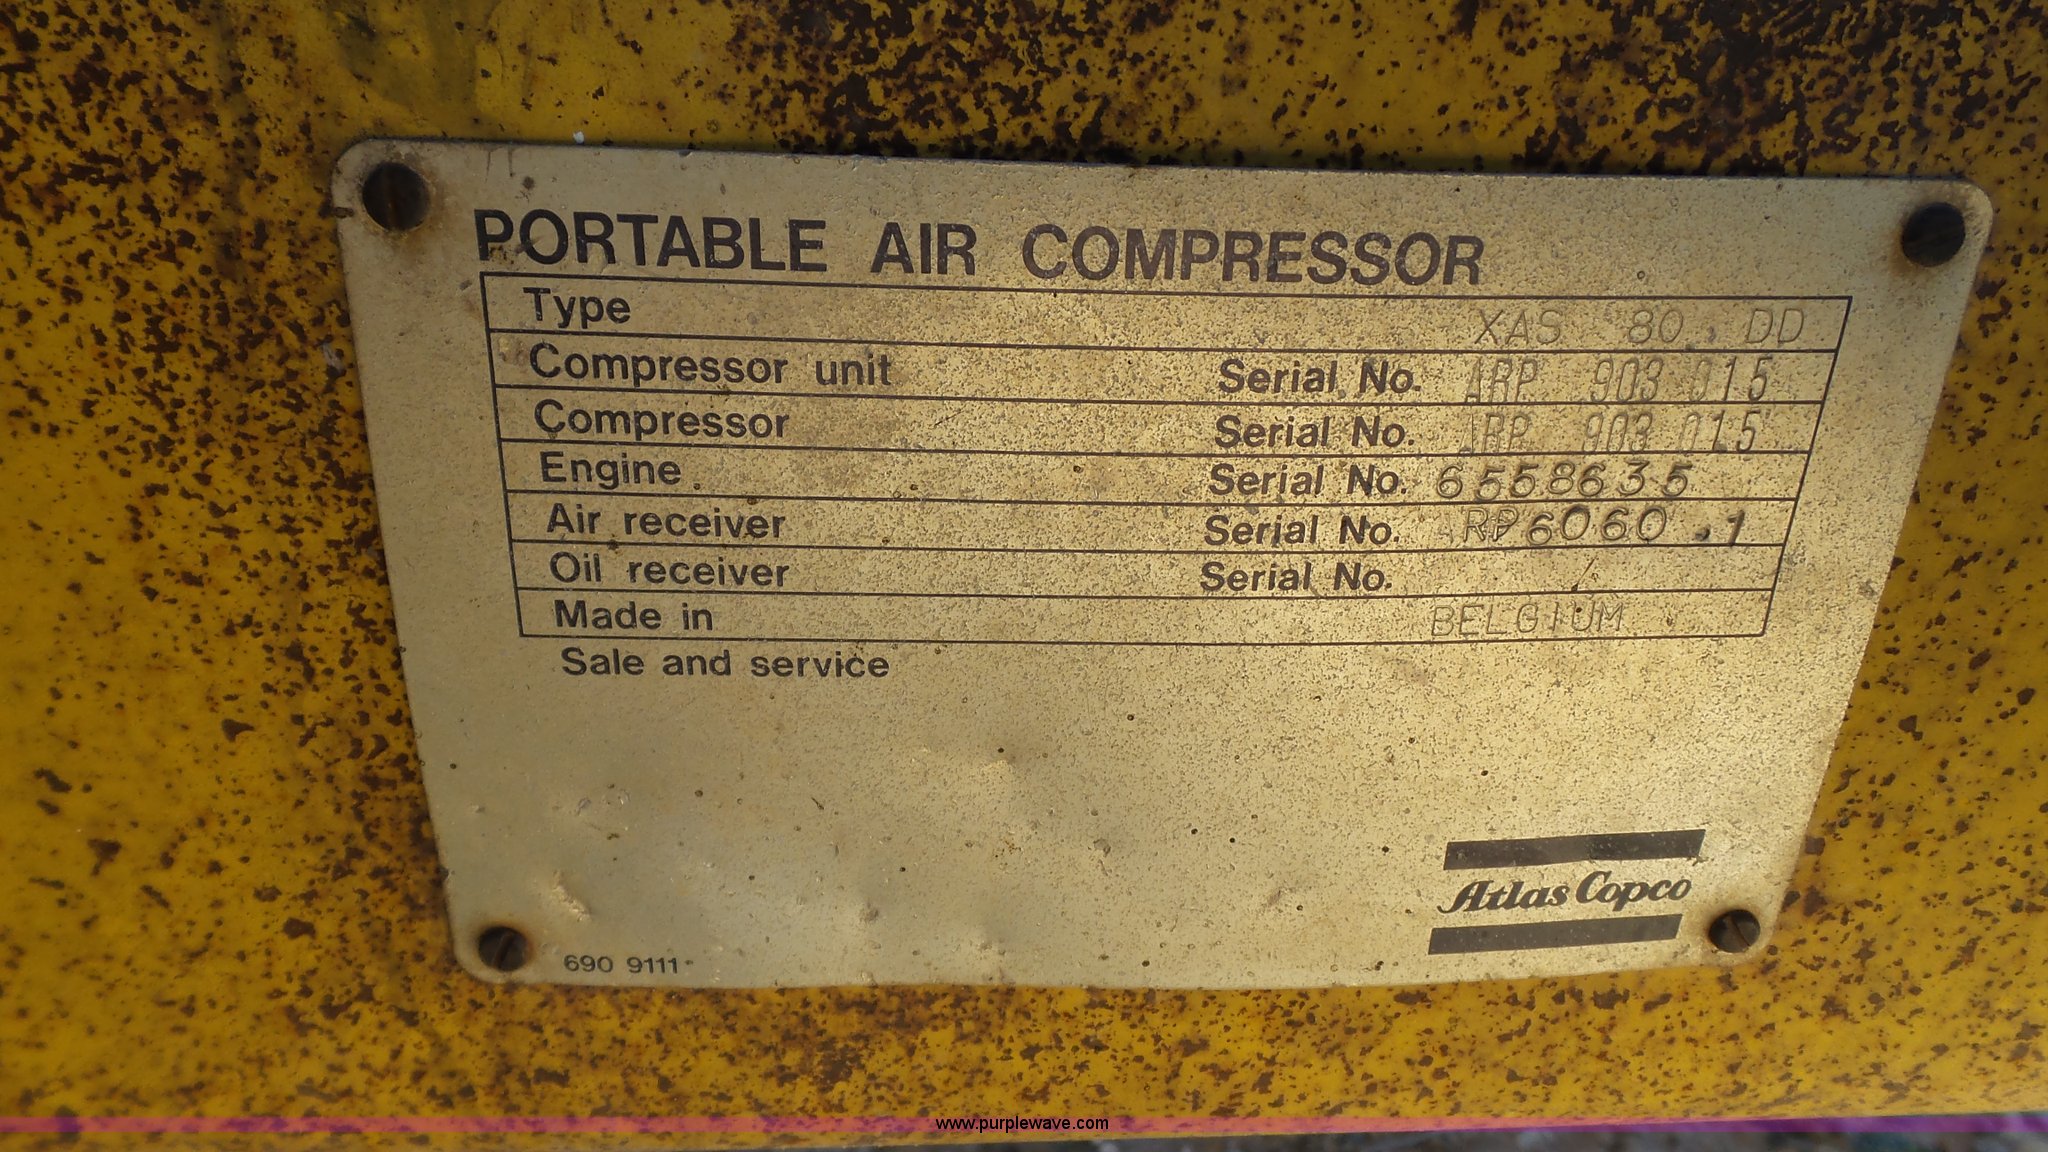 PORTABLE AIR COMPRESSOR
Type XAS 80 DD
Compressor unit Serial No. ARP 903 015
Compressor Serial No. ARP 903 015
Engine Serial No. 6558635
Air receiver Serial No. ARP6060.1
Oil receiver Serial No.
Made in BELGIUM
Sale and service
Atlas Copco
690 9111
www.purplewave.com